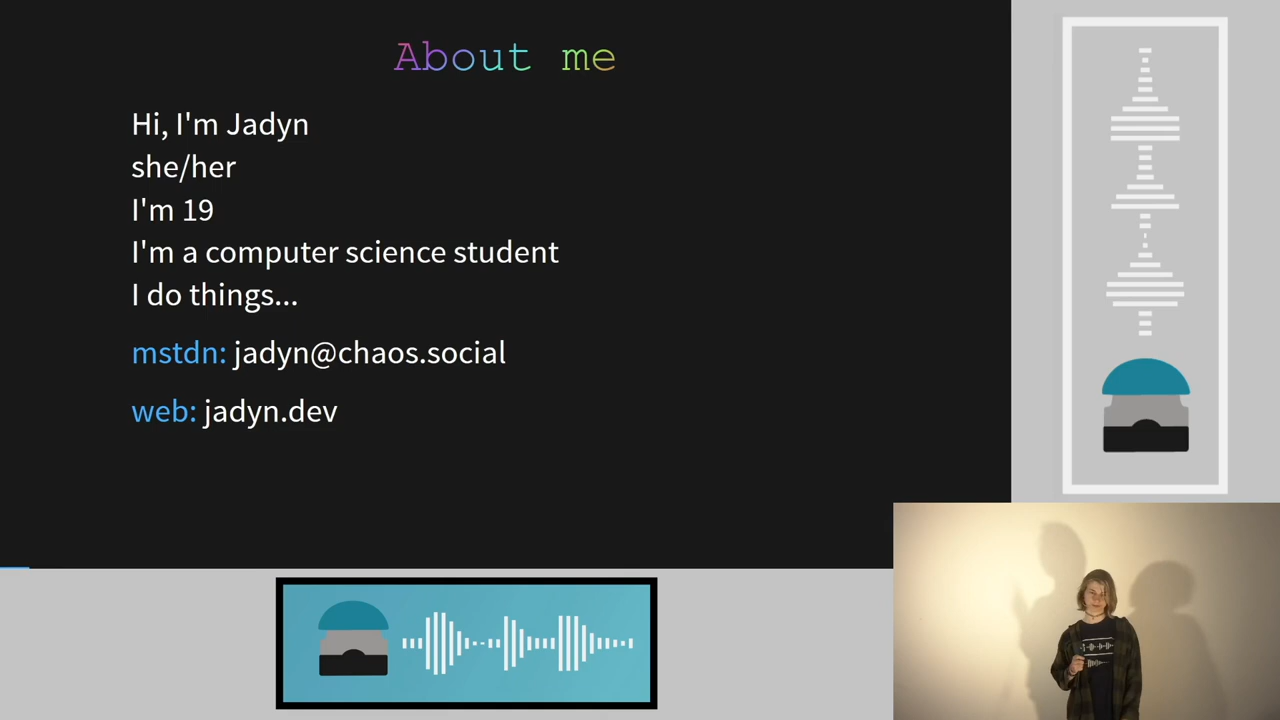 About me
Hi, I'm Jadyn
she/her
I'm 19
I'm a computer science student
I do things...
mstdn: jadyn@chaos.social
web: jadyn.dev